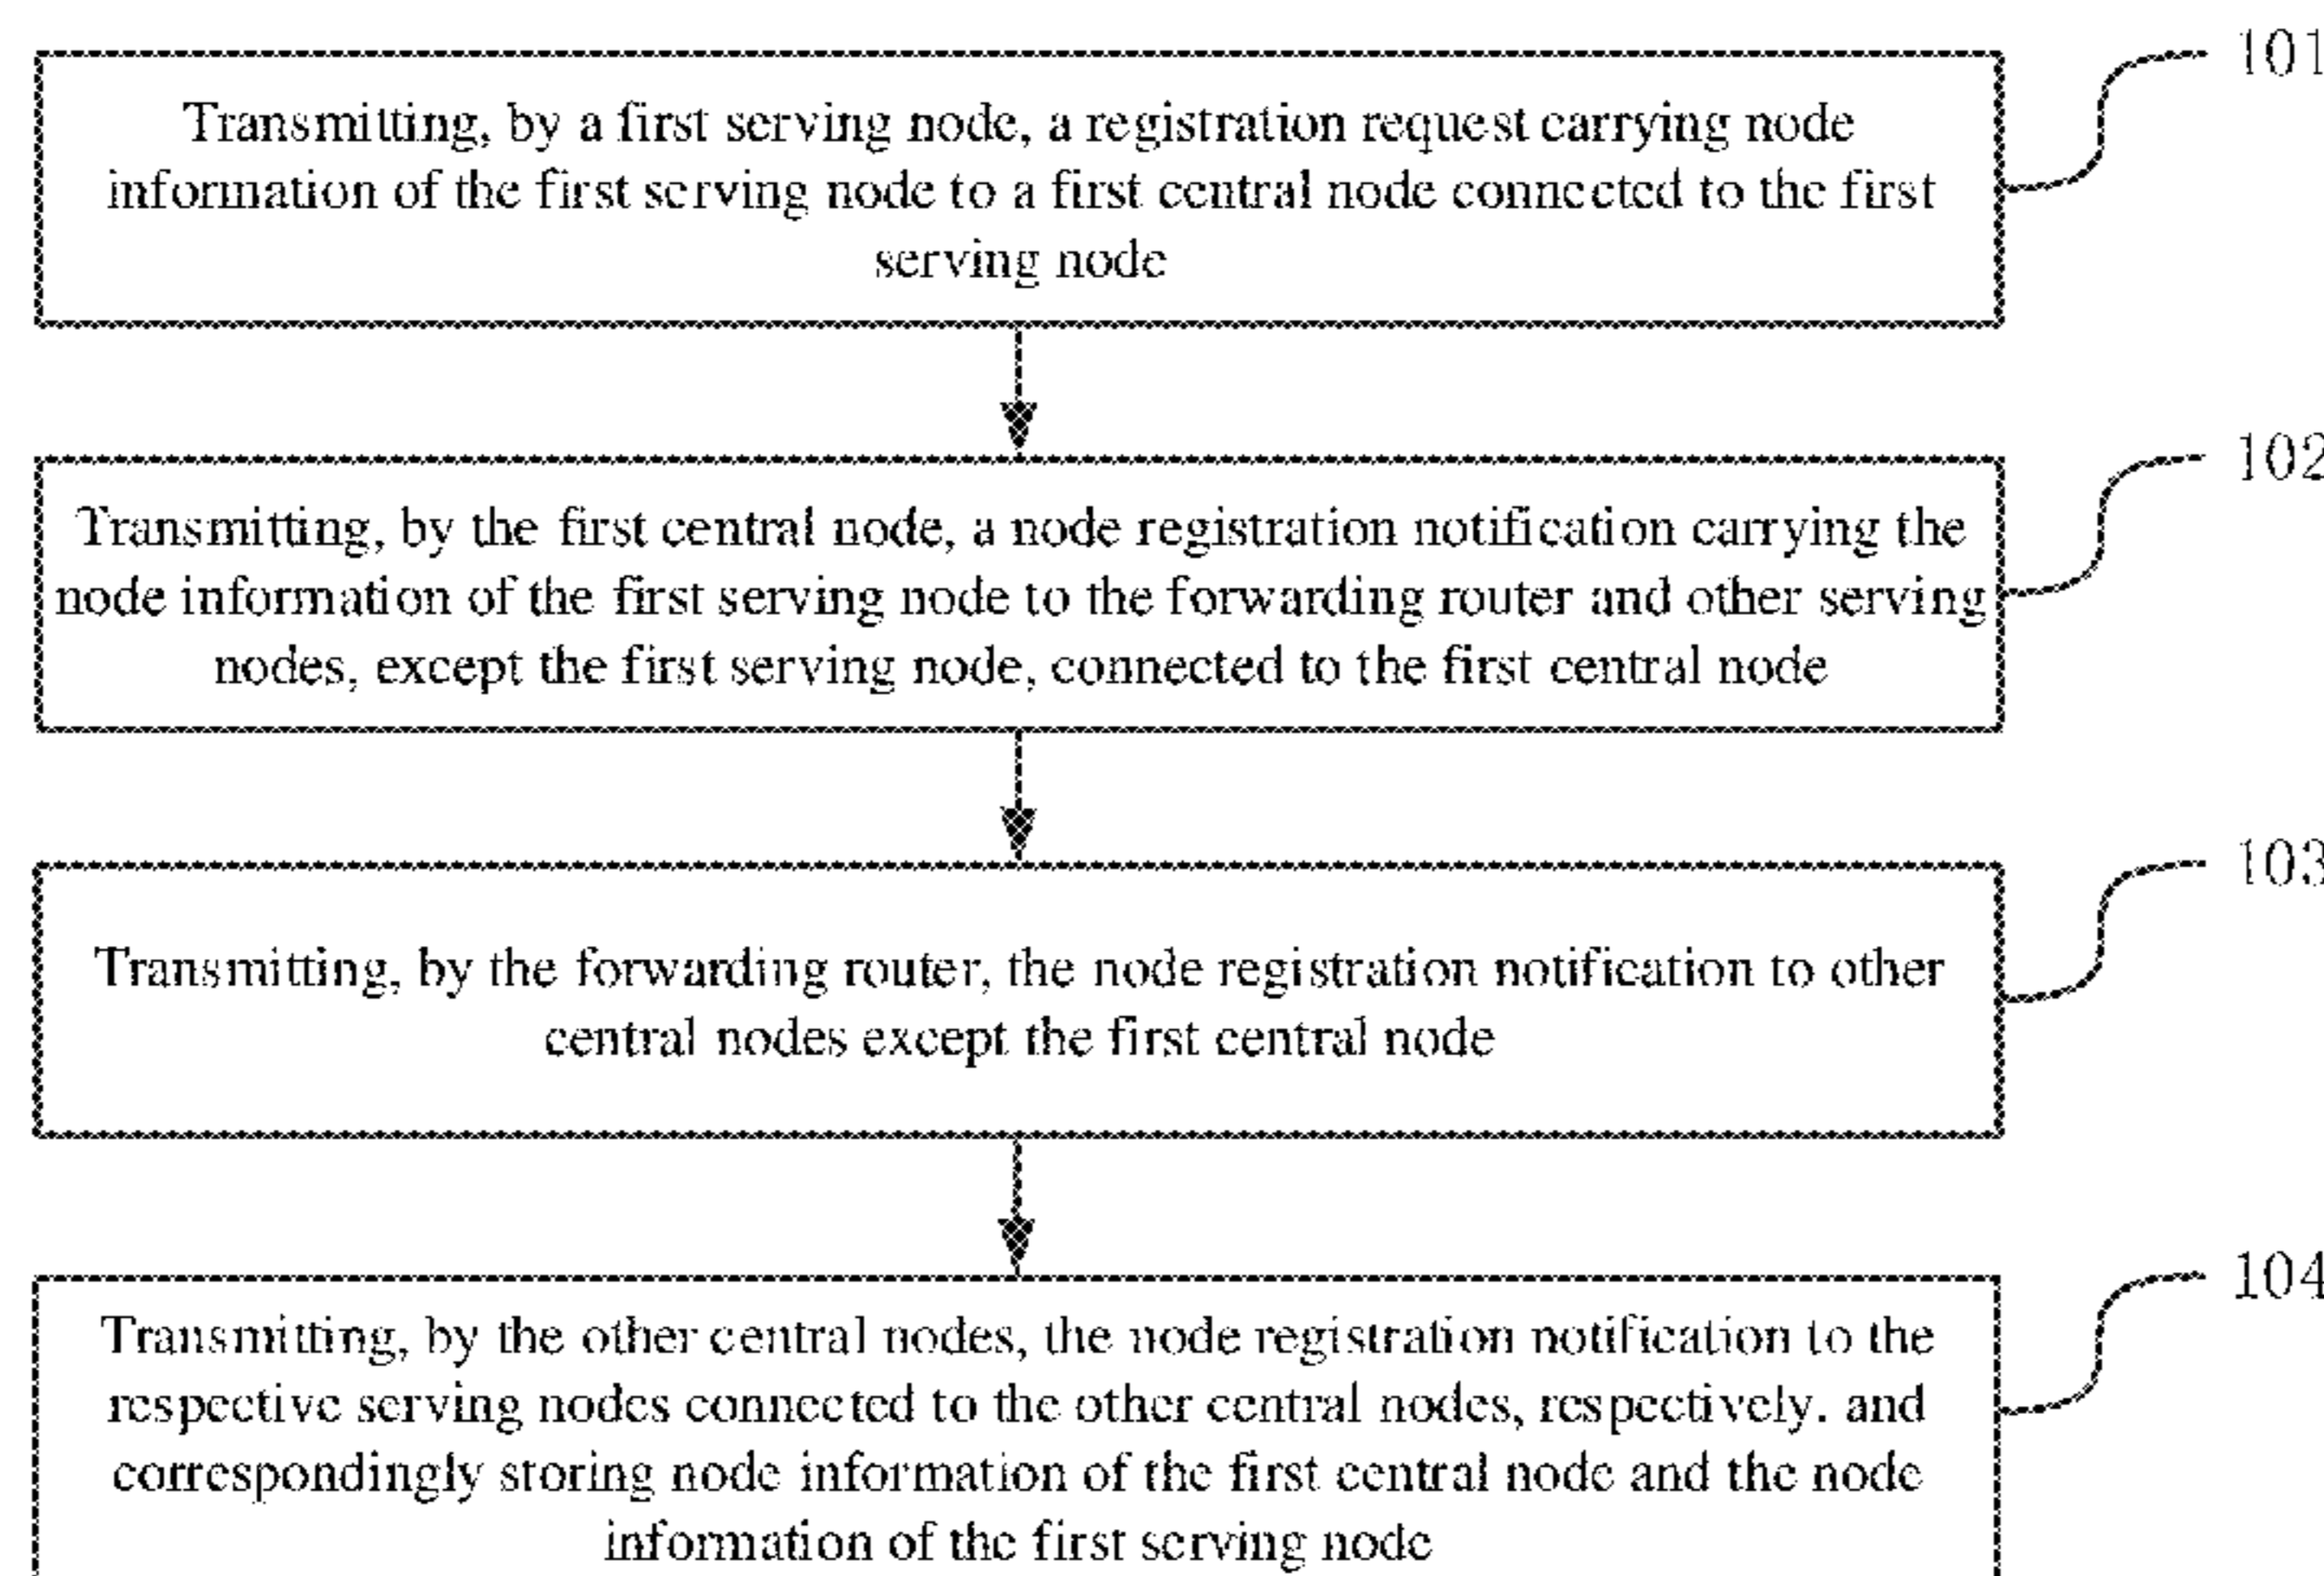 101
Transmitting, by a first serving node, a registration request carrying node
information of the first serving node to a first central node connected to the first
serving node
102
Transmitting, by the first central node, a node registration notification carrying the
node information of the first serving node to the forwarding router and other serving
nodes, except the first serving node, connected to the first central node
103
Transmitting, by the forwarding router, the node registration notification to other
central nodes except the first central node
104
Transmitting, by the other central nodes, the node registration notification to the
respective serving nodes connected to the other central nodes, respectively. and
correspondingly storing node information of the first central node and the node
information of the first serving node